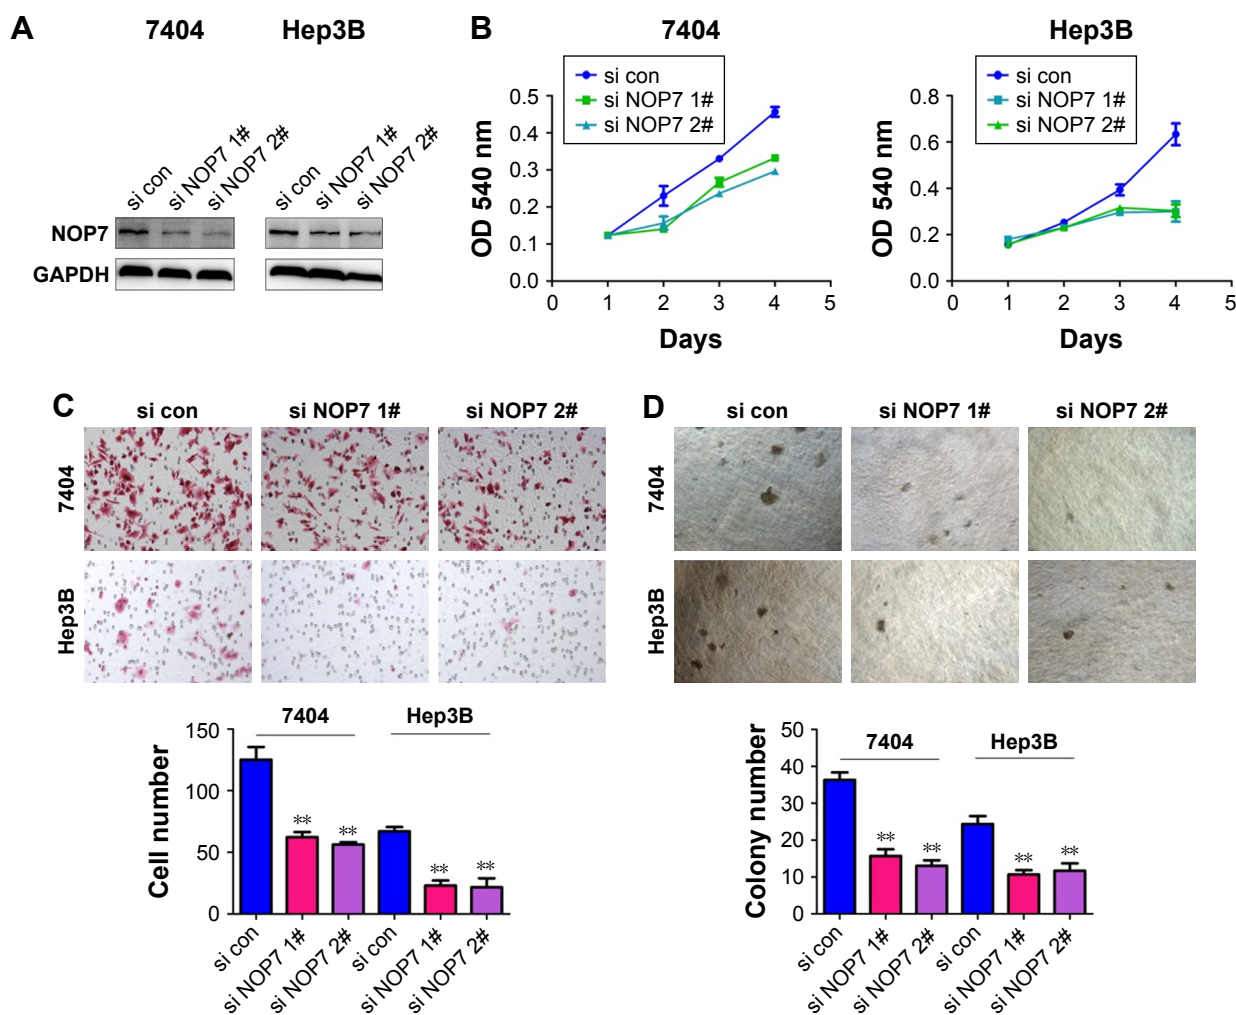 A
7404
Hep3B
si con
si NOP7 1#
si NOP7 2#
si con
si NOP7 1#
si NOP7 2#
NOP7
GAPDH
B
7404
si con
si NOP7 1#
si NOP7 2#
OD 540 nm
0.5
0.4
0.3
0.2
0.1
0.0
0 1 2 3 4 5
Days
Hep3B
si con
si NOP7 1#
si NOP7 2#
OD 540 nm
0.8
0.6
0.4
0.2
0.0
0 1 2 3 4 5
Days
C
si con si NOP7 1# si NOP7 2#
7404
Hep3B
7404 Hep3B
Cell number
150
100
50
0
** ** ** **
si con
si NOP7 1#
si NOP7 2#
si con
si NOP7 1#
si NOP7 2#
D
si con si NOP7 1# si NOP7 2#
7404
Hep3B
7404 Hep3B
Colony number
50
40
30
20
10
0
** ** ** **
si con
si NOP7 1#
si NOP7 2#
si con
si NOP7 1#
si NOP7 2#